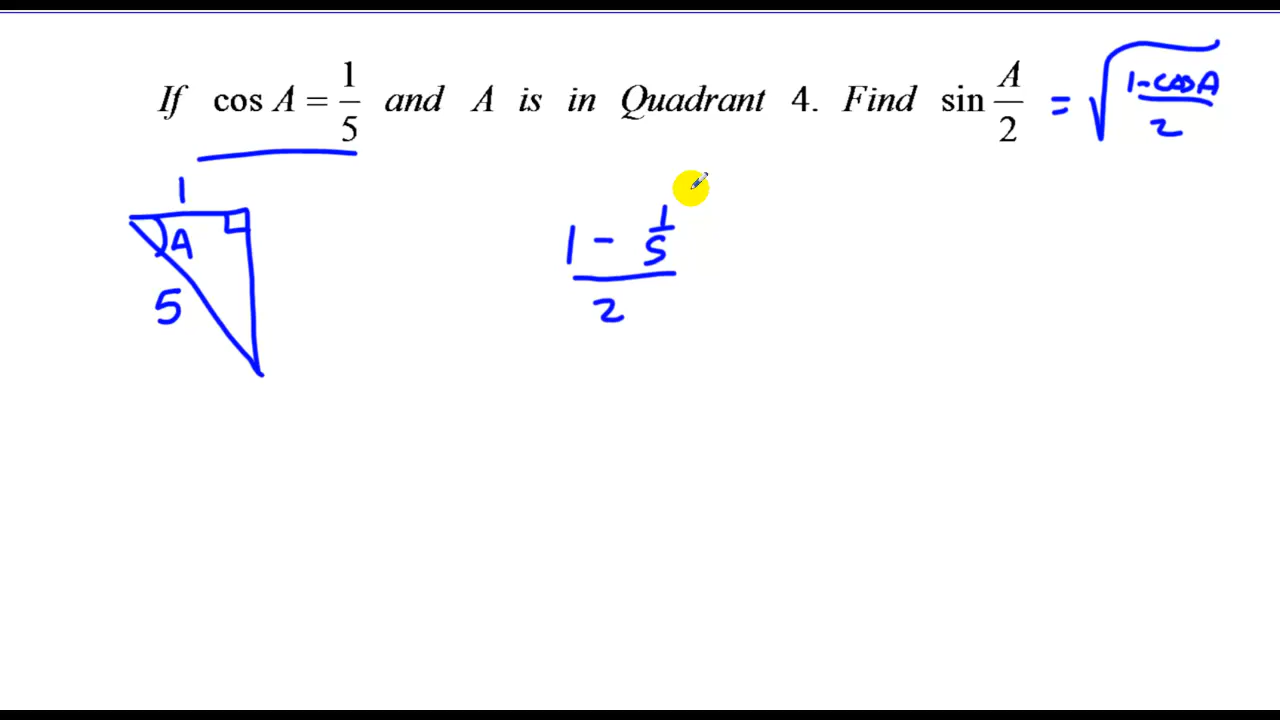 If cos A = 1/5 and A is in Quadrant 4. Find sin A/2 = √((1-cosA)/2)
1
A
5
1 - 1/5
2